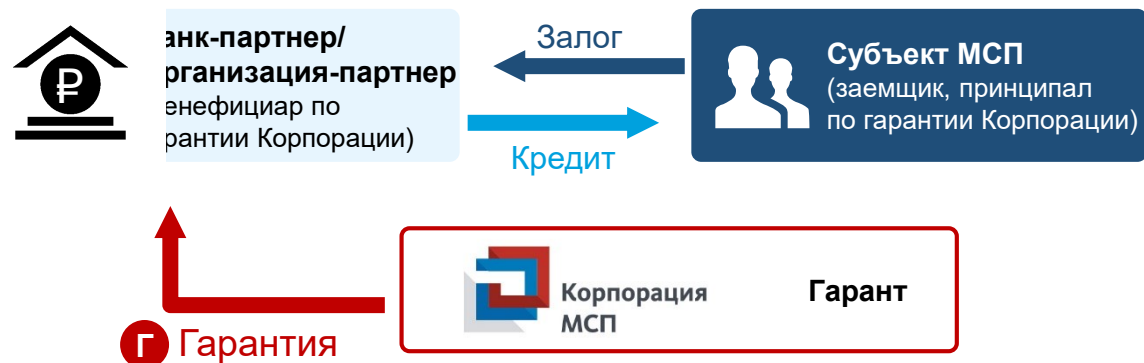 анк-партнер/
рганизация-партнер
енефициар по
рантии Корпорации)
Залог
Кредит
Субъект МСП
(заемщик, принципал
по гарантии Корпорации)
Корпорация
МСП
Гарант
Г Гарантия